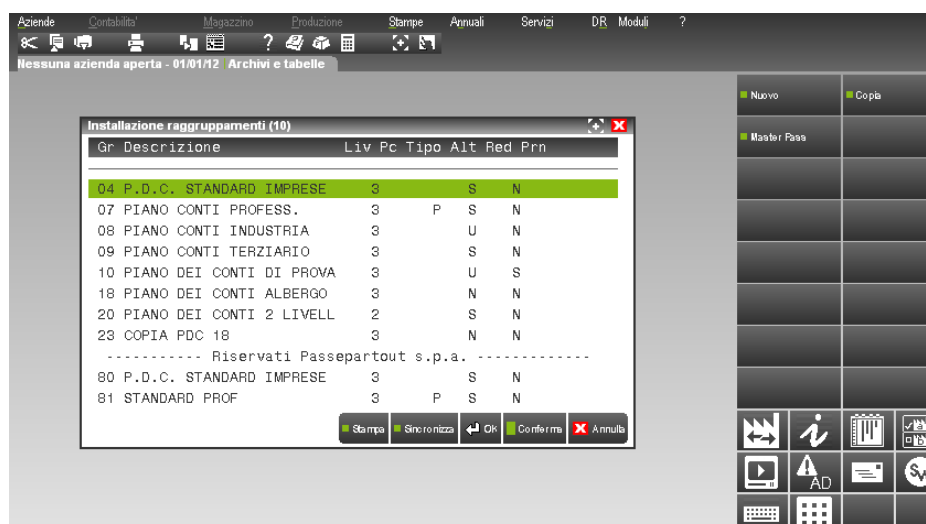 Aziende Contabilita' Magazzino Produzione Stampe Annuali Servizi DR Moduli ?
?
Nessuna azienda aperta - 01/01/12 Archivi e tabelle
Nuovo Copia
Master Pass
Installazione raggruppamenti (10)
Gr Descrizione Liv Pc Tipo Alt Red Prn
04 P.D.C. STANDARD IMPRESE 3 S N
07 PIANO CONTI PROFESS. 3 P S N
08 PIANO CONTI INDUSTRIA 3 U N
09 PIANO CONTI TERZIARIO 3 S N
10 PIANO DEI CONTI DI PROVA 3 U S
18 PIANO DEI CONTI ALBERGO 3 N N
20 PIANO DEI CONTI 2 LIVELL 2 S N
23 COPIA PDC 18 3 N N
----------- Riservati Passepartout s.p.a. -------------
80 P.D.C. STANDARD IMPRESE 3 S N
81 STANDARD PROF 3 P S N
Stampa Sincronizza Ok Conferma Annulla
i
AD